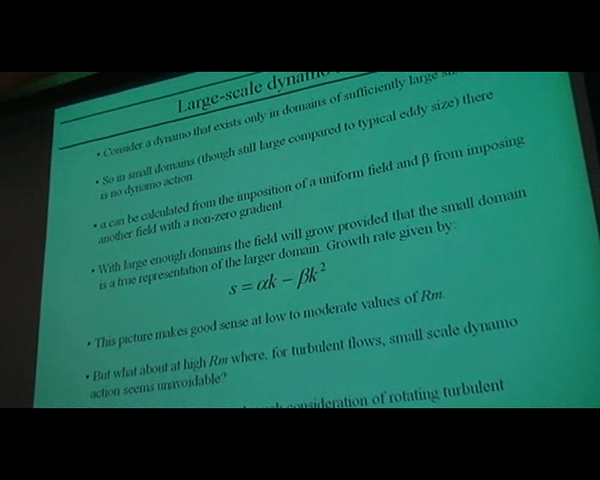 Large-scale dynamo
• Consider a dynamo that exists only in domains of sufficiently large
• So in small domains (though still large compared to typical eddy size) there
is no dynamo action.
• α can be calculated from the imposition of a uniform field and β from imposing
another field with a non-zero gradient.
• With large enough domains the field will grow provided that the small domain
is a true representation of the larger domain. Growth rate given by:
s = αk − βk²
• This picture makes good sense at low to moderate values of Rm.
• But what about at high Rm where, for turbulent flows, small scale dynamo
action seems unavoidable?
consideration of rotating turbulent